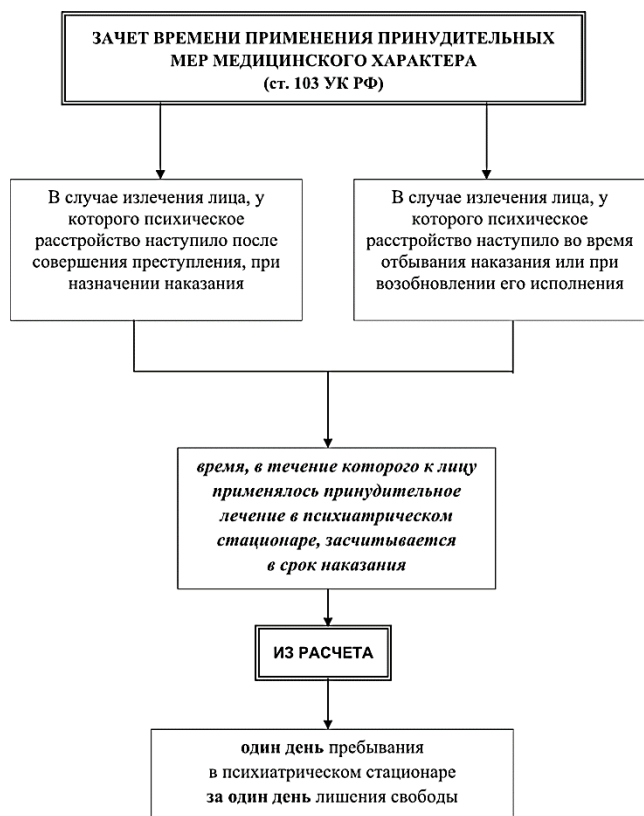 ЗАЧЕТ ВРЕМЕНИ ПРИМЕНЕНИЯ ПРИНУДИТЕЛЬНЫХ
МЕР МЕДИЦИНСКОГО ХАРАКТЕРА
(ст. 103 УК РФ)
В случае излечения лица, у
которого психическое
расстройство наступило после
совершения преступления, при
назначении наказания
В случае излечения лица, у
которого психическое
расстройство наступило во время
отбывания наказания или при
возобновлении его исполнения
время, в течение которого к лицу
применялось принудительное
лечение в психиатрическом
стационаре, засчитывается
в срок наказания
ИЗ РАСЧЕТА
один день пребывания
в психиатрическом стационаре
за один день лишения свободы